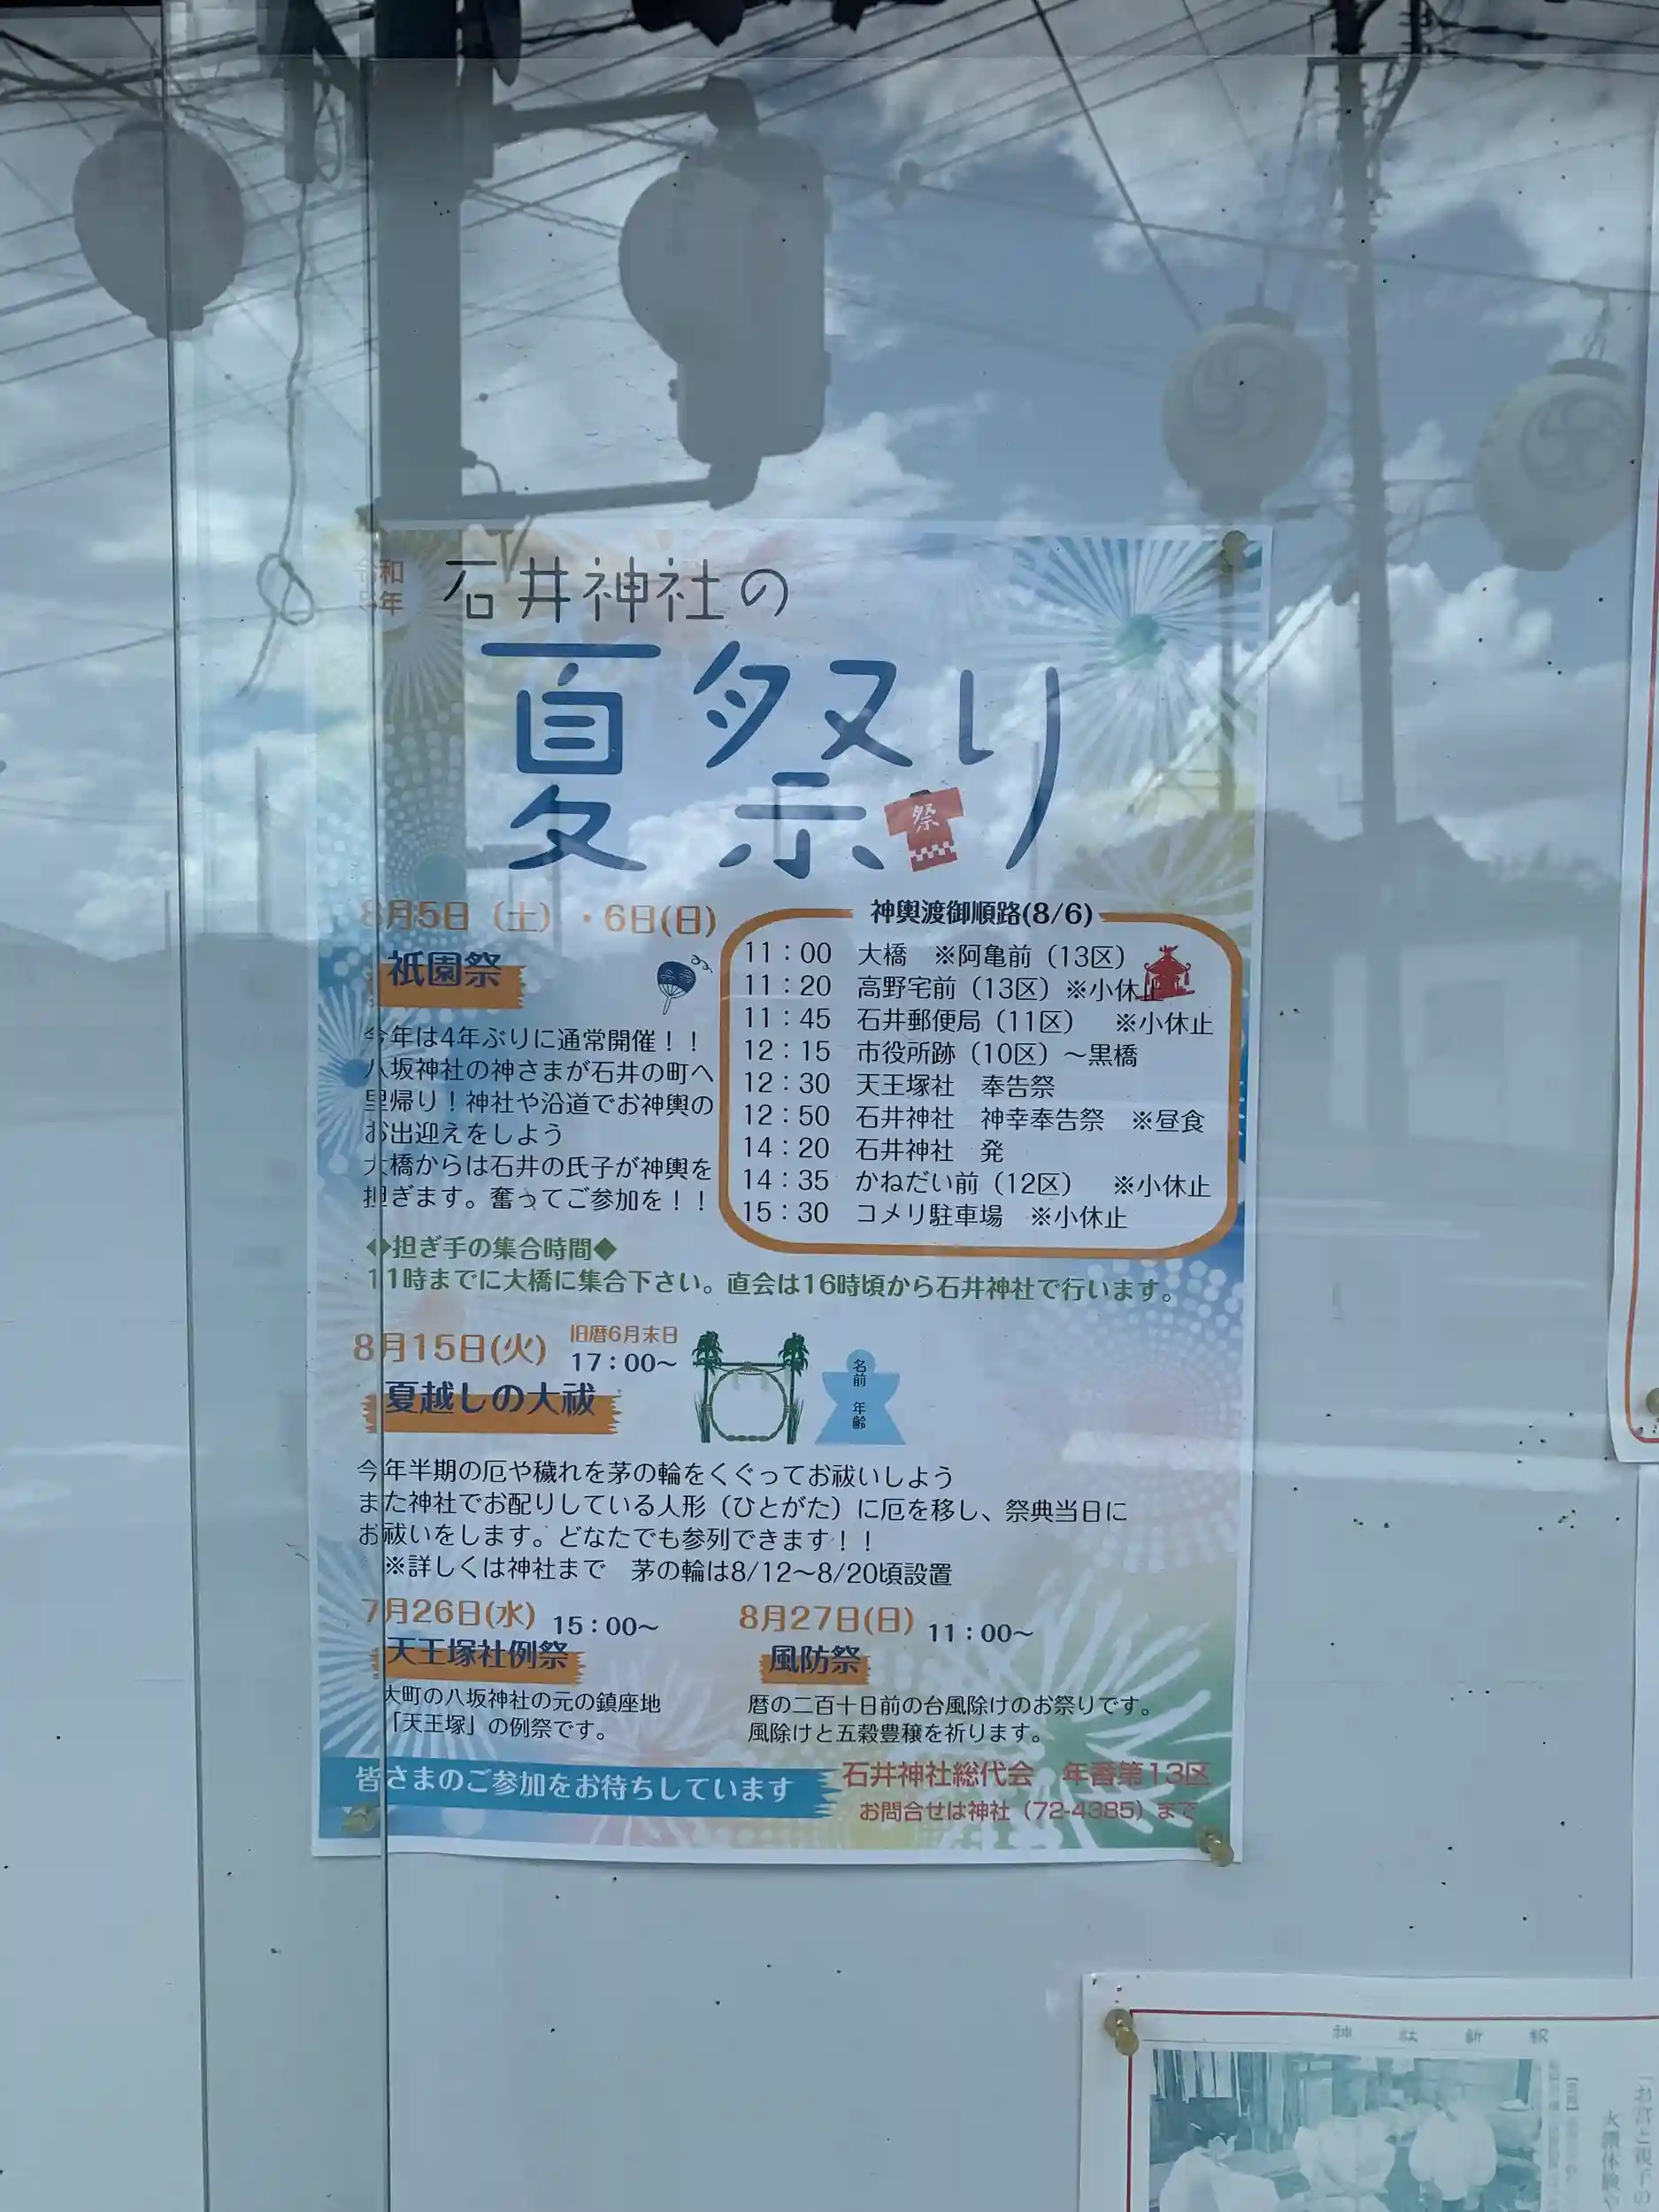 令和
5年
石井神社の
夏祭り
祭
8月5日（土）・6日(日)
祇園祭
今年は4年ぶりに通常開催！！
八坂神社の神さまが石井の町へ
里帰り！神社や沿道でお神輿の
お出迎えをしよう
大橋からは石井の氏子が神輿を
担ぎます。奮ってご参加を！！
神輿渡御順路(8/6)
11：00 大橋 ※阿亀前（13区）
11：20 高野宅前（13区）※小休止
11：45 石井郵便局（11区） ※小休止
12：15 市役所跡（10区）～黒橋
12：30 天王塚社 奉告祭
12：50 石井神社 神幸奉告祭 ※昼食
14：20 石井神社 発
14：35 かねだい前（12区） ※小休止
15：30 コメリ駐車場 ※小休止
◆担ぎ手の集合時間◆
11時までに大橋に集合下さい。直会は16時頃から石井神社で行います。
8月15日(火) 旧暦6月末日
17：00～
夏越しの大祓
名前 年齢
今年半期の厄や穢れを茅の輪をくぐってお祓いしよう
また神社でお配りしている人形（ひとがた）に厄を移し、祭典当日に
お祓いをします。どなたでも参列できます！！
※詳しくは神社まで 茅の輪は8/12～8/20頃設置
7月26日(水) 15：00～
天王塚社例祭
大町の八坂神社の元の鎮座地
「天王塚」の例祭です。
8月27日(日) 11：00～
風防祭
暦の二百十日前の台風除けのお祭りです。
風除けと五穀豊穣を祈ります。
皆さまのご参加をお待ちしています
石井神社総代会 年番第13区
お問合せは神社（72-4385）まで
神社新報
「お宮と親子の